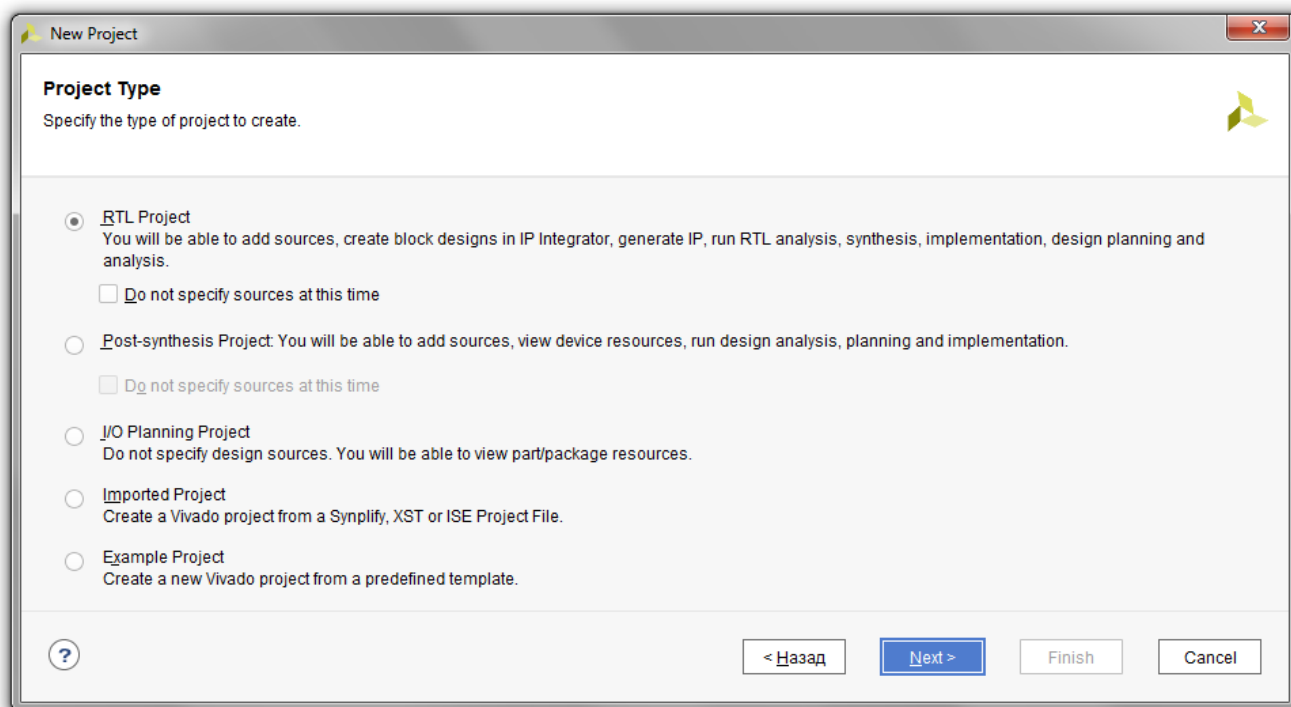 New Project
Project Type
Specify the type of project to create.
RTL Project
You will be able to add sources, create block designs in IP Integrator, generate IP, run RTL analysis, synthesis, implementation, design planning and
analysis.
Do not specify sources at this time
Post-synthesis Project: You will be able to add sources, view device resources, run design analysis, planning and implementation.
Do not specify sources at this time
I/O Planning Project
Do not specify design sources. You will be able to view part/package resources.
Imported Project
Create a Vivado project from a Synplify, XST or ISE Project File.
Example Project
Create a new Vivado project from a predefined template.
? < Назад Next > Finish Cancel